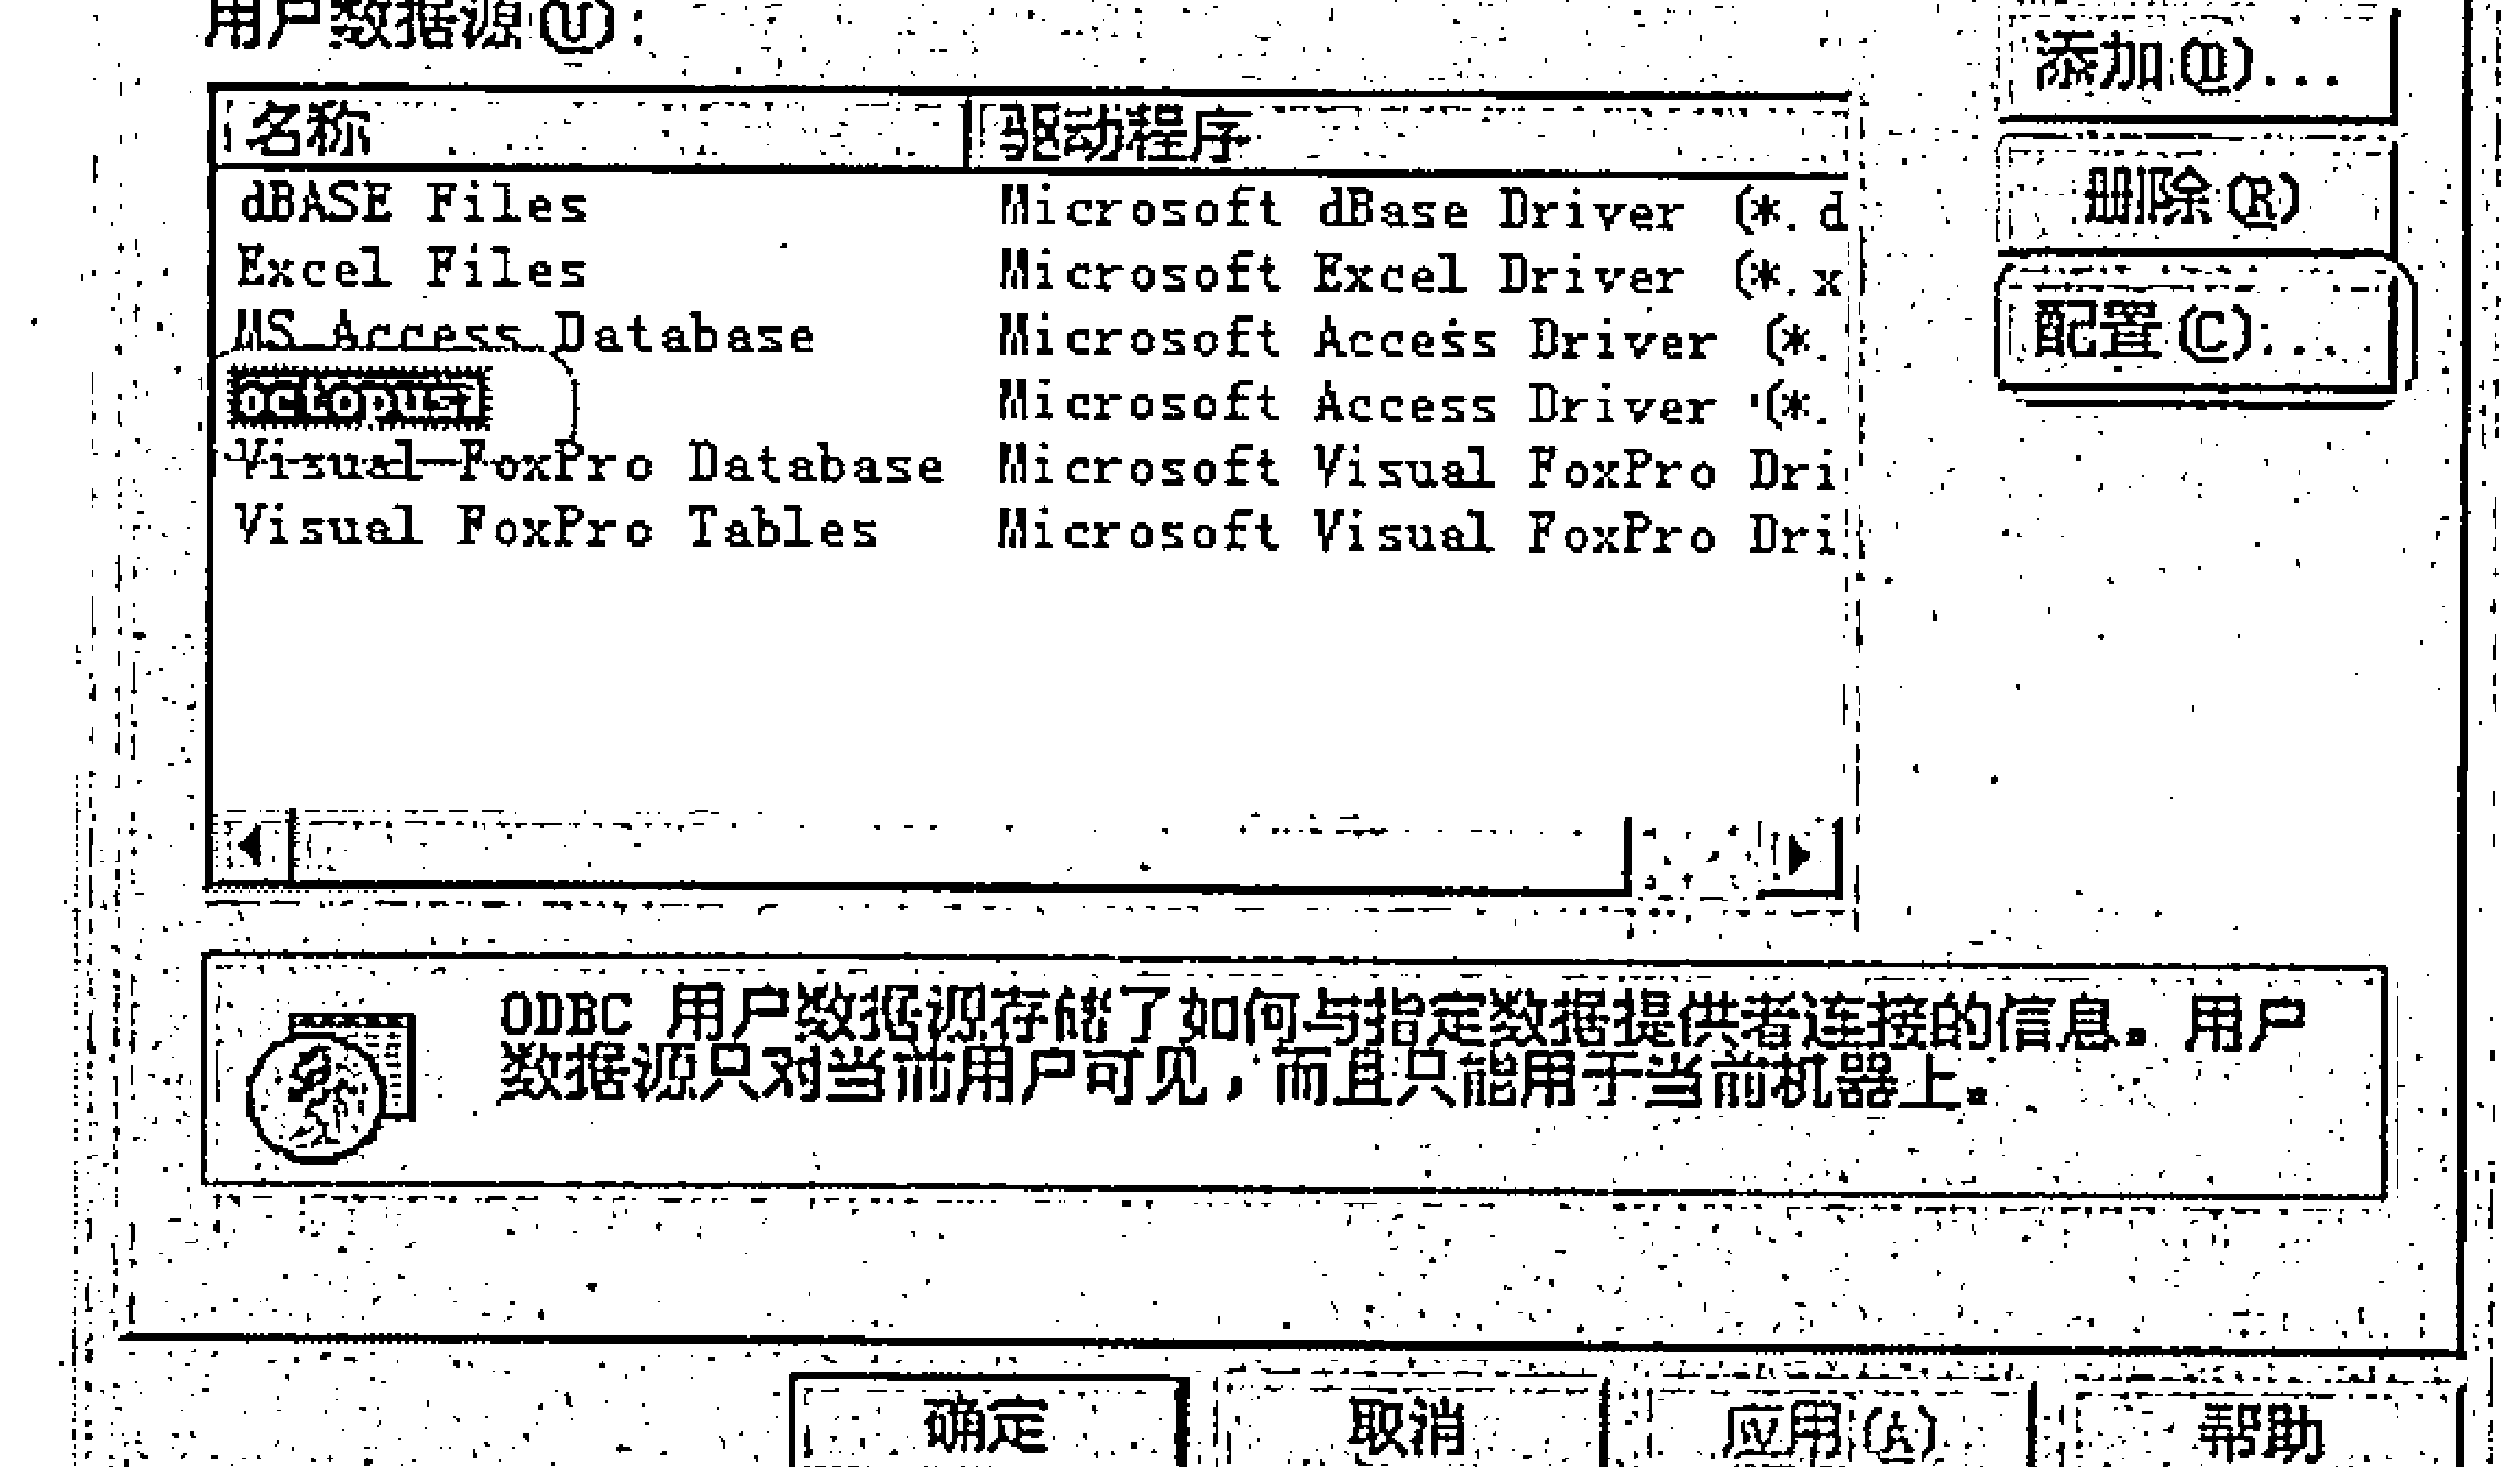 用户数据源(U):
添加(D)...
名称 驱动程序
删除(R)
dBASE Files Microsoft dBase Driver (*.d
Excel Files Microsoft Excel Driver (*.x
配置(C)...
MS Access Database Microsoft Access Driver (*.
octopus1 Microsoft Access Driver (*.
Visual FoxPro Database Microsoft Visual FoxPro Dri
Visual FoxPro Tables Microsoft Visual FoxPro Dri
ODBC 用户数据源存储了如何与指定数据提供者连接的信息。用户
数据源只对当前用户可见，而且只能用于当前机器上。
确定 取消 应用(A) 帮助